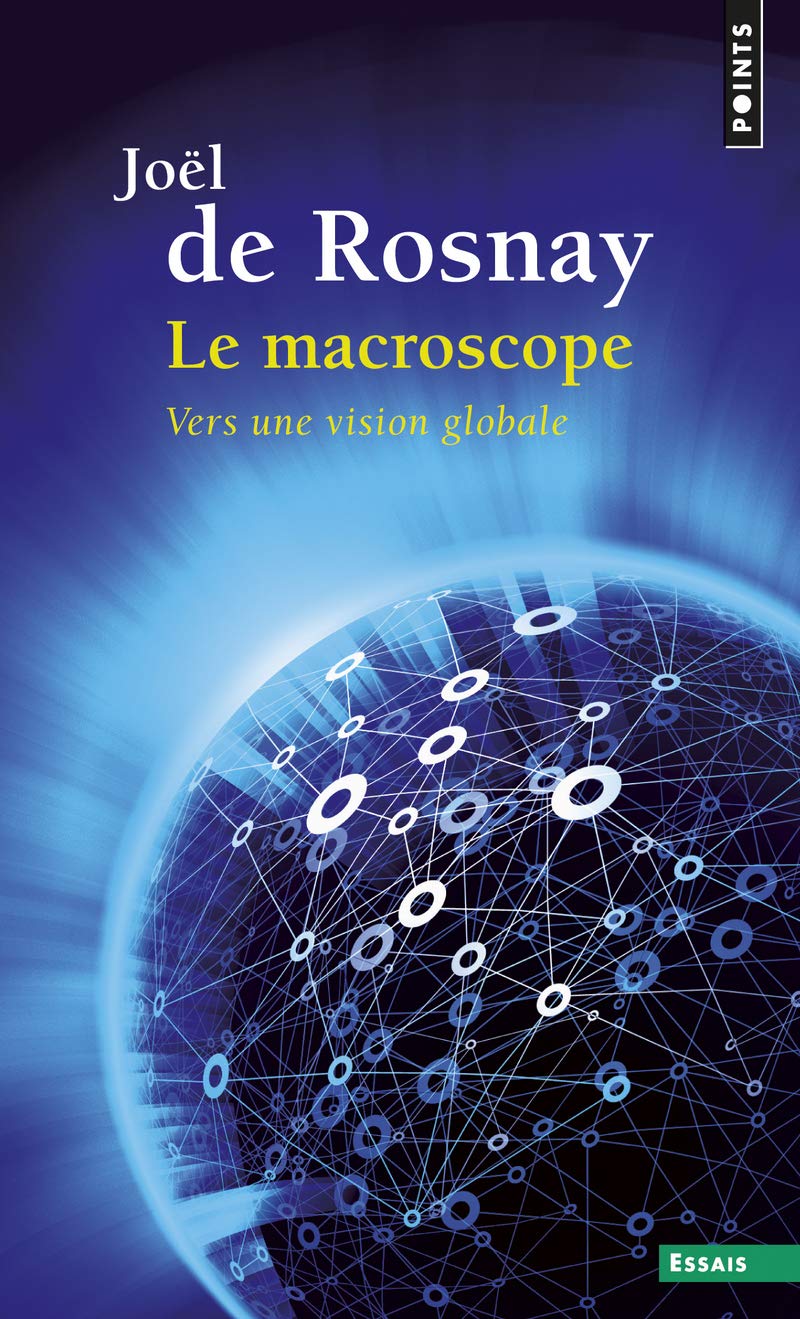 POINTS
Joël
de Rosnay
Le macroscope
Vers une vision globale
ESSAIS